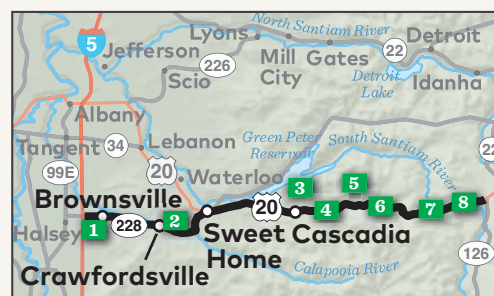 North Santiam River
Lyons
Detroit
5
Jefferson
22
226
Mill
City
Gates
Scio
Detroit
Lake
Idanha
Albany
Tangent
34
Lebanon
Green Peter
Reservoir
South Santiam River
22
99E
20
Waterloo
Brownsville
3
5
20
4
6
7
8
1
228
2
Halsey
Sweet
Home
Cascadia
126
Crawfordsville
Calapooia River